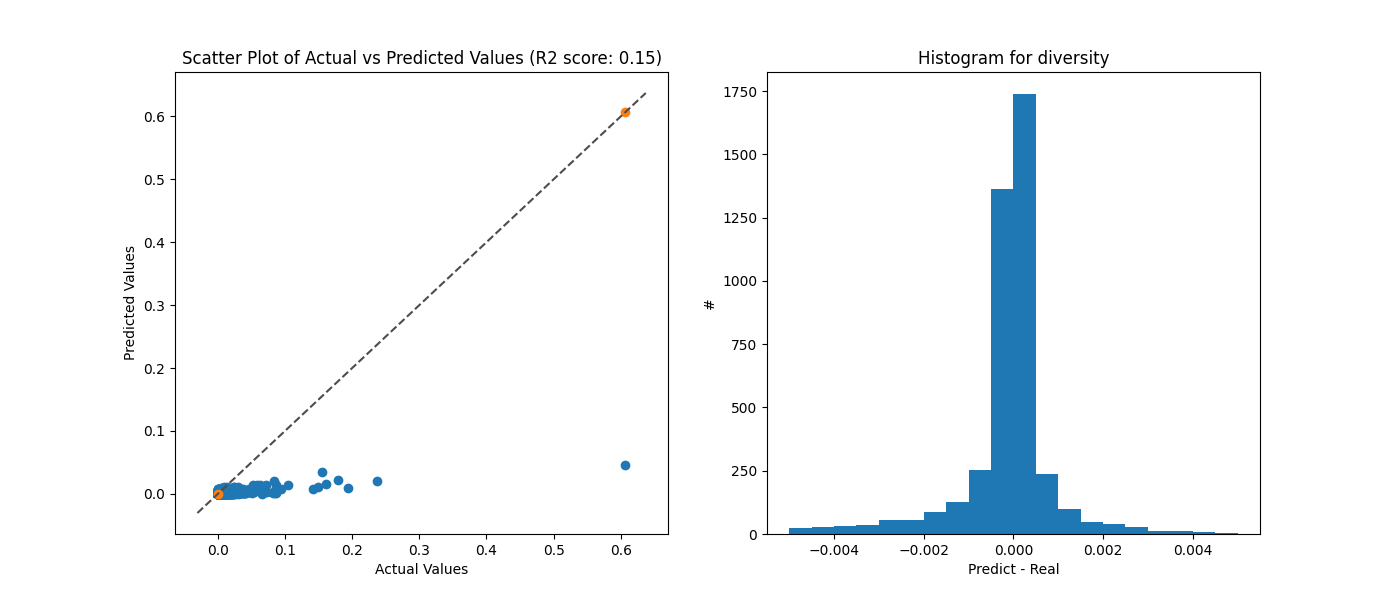 Scatter Plot of Actual vs Predicted Values (R2 score: 0.15)
0.6
0.5
0.4
0.3
0.2
0.1
0.0
Predicted Values
0.0 0.1 0.2 0.3 0.4 0.5 0.6
Actual Values
Histogram for diversity
1750
1500
1250
1000
750
500
250
0
#
−0.004 −0.002 0.000 0.002 0.004
Predict - Real